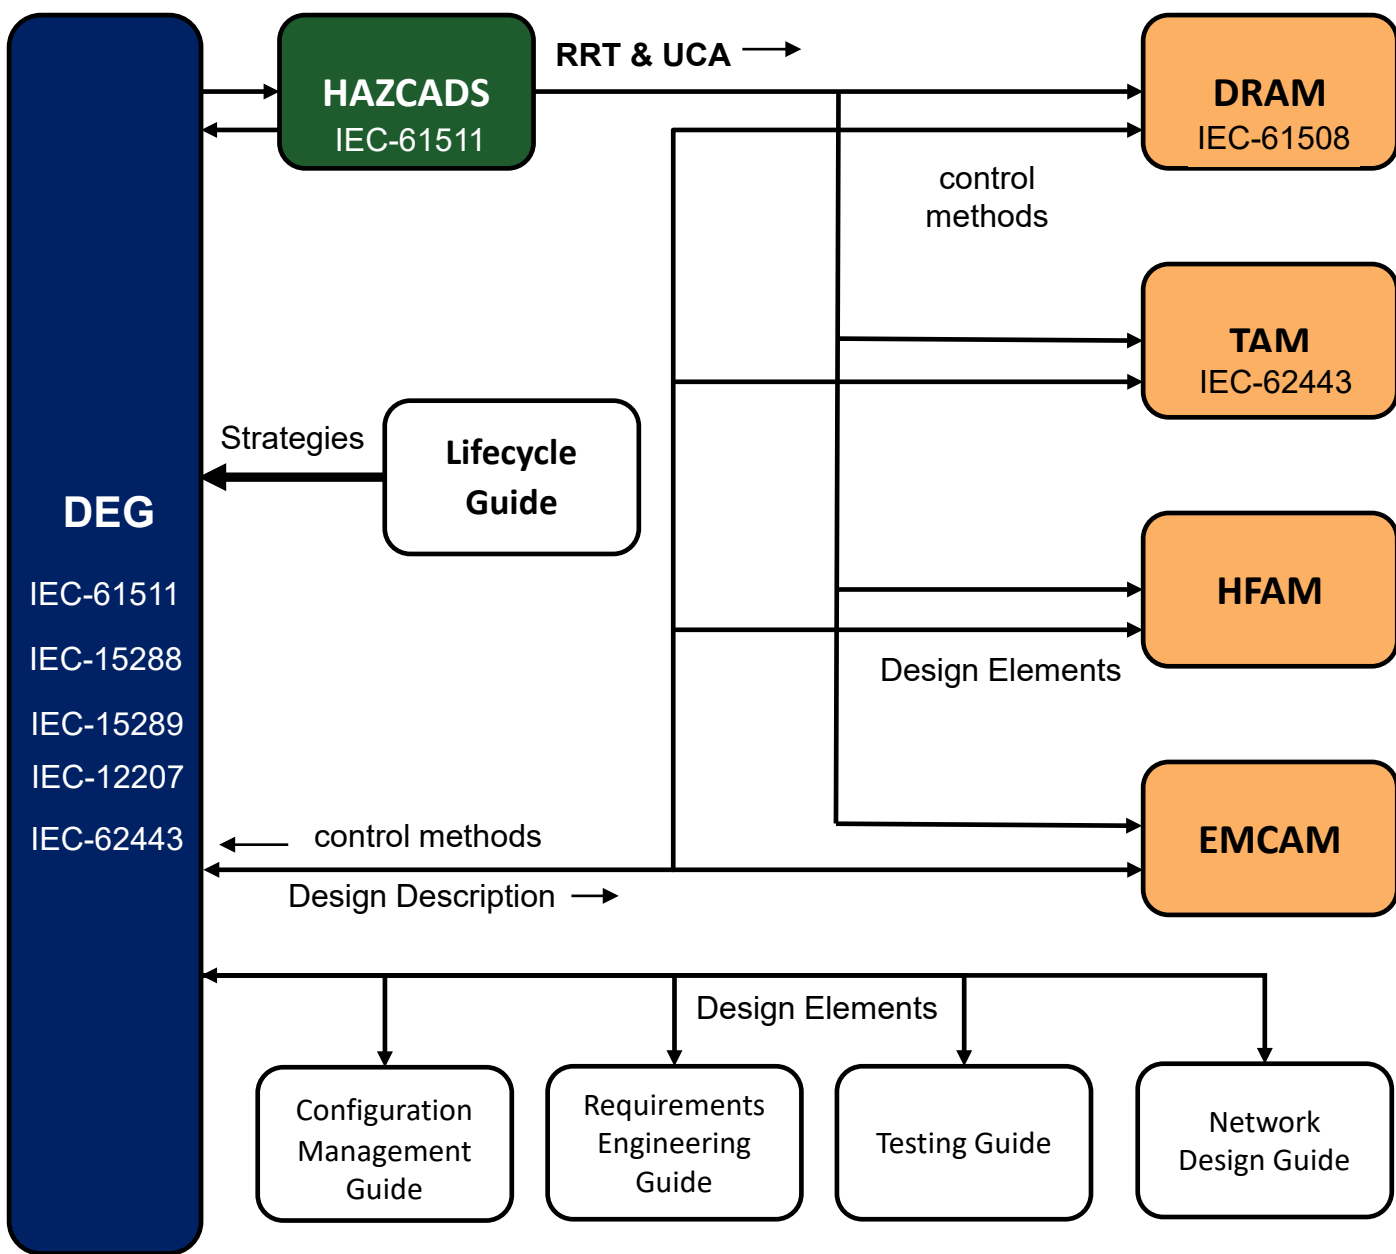 RRT & UCA
HAZCADS
IEC-61511
DRAM
IEC-61508
control
methods
TAM
IEC-62443
Strategies
Lifecycle
Guide
DEG
IEC-61511
IEC-15288
IEC-15289
IEC-12207
IEC-62443
HFAM
Design Elements
control methods
Design Description
EMCAM
Design Elements
Configuration
Management
Guide
Requirements
Engineering
Guide
Testing Guide
Network
Design Guide